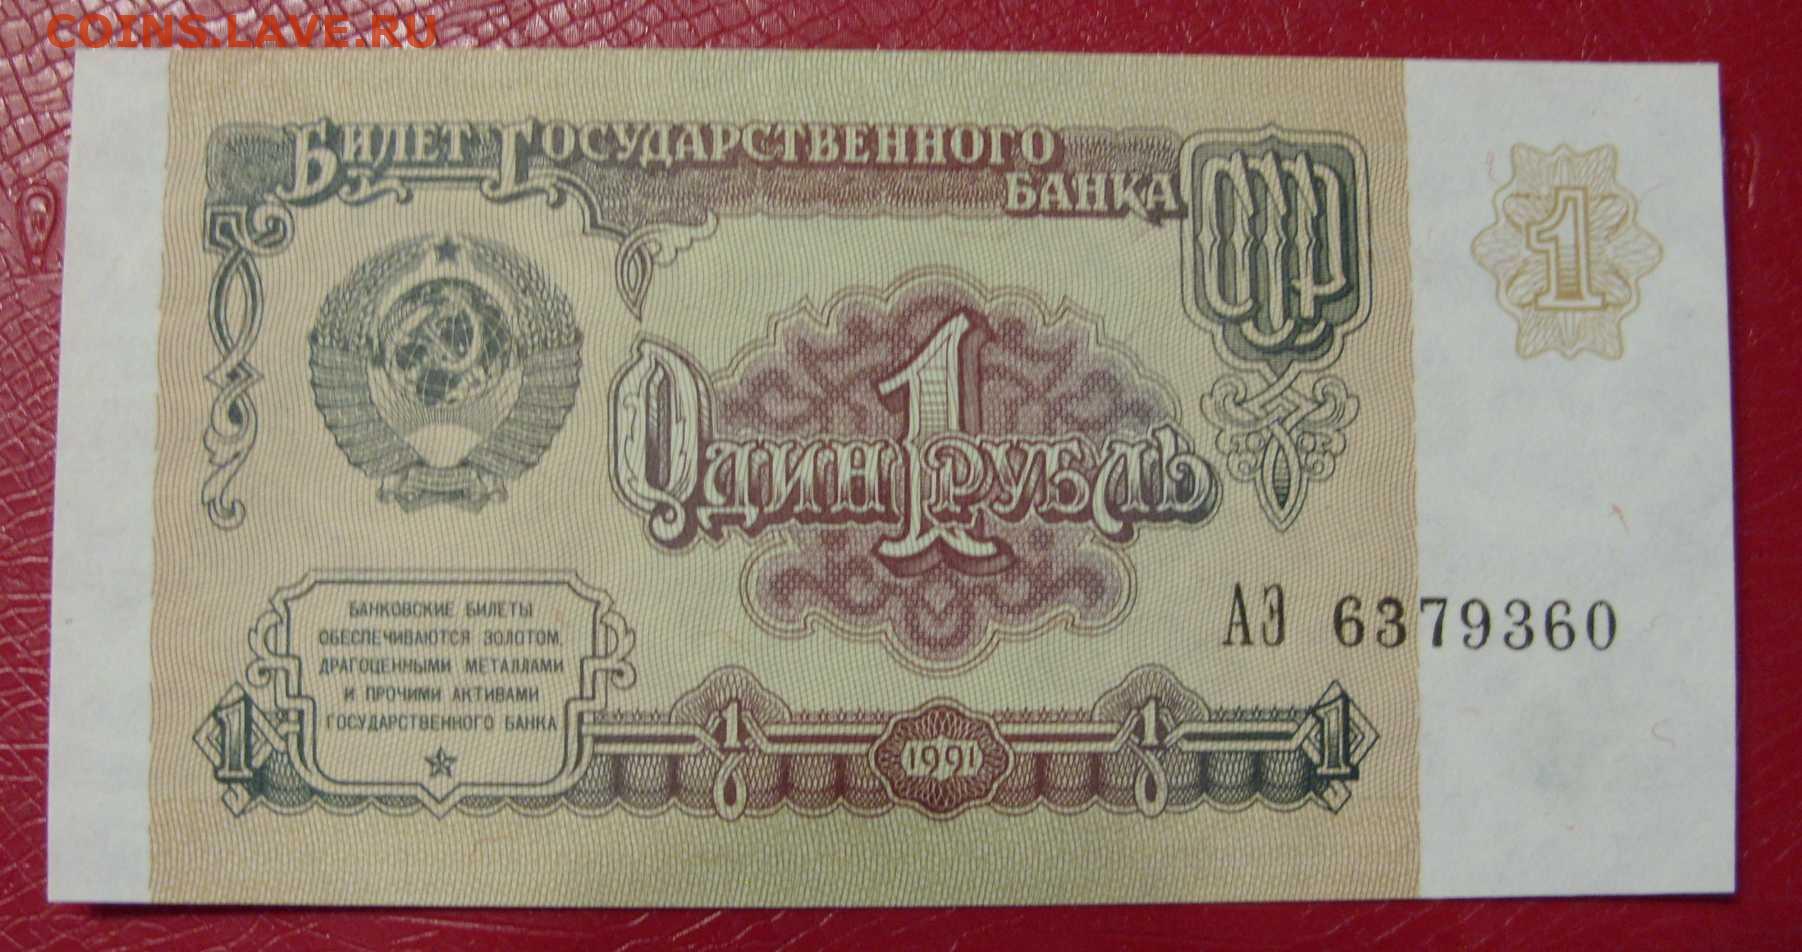 COINS.LAVE.RU
БИЛЕТ ГОСУДАРСТВЕННОГО
БАНКА
СССР
1
1
ОДИН РУБЛЬ
БАНКОВСКИЕ БИЛЕТЫ
ОБЕСПЕЧИВАЮТСЯ ЗОЛОТОМ,
ДРАГОЦЕННЫМИ МЕТАЛЛАМИ
И ПРОЧИМИ АКТИВАМИ
ГОСУДАРСТВЕННОГО БАНКА
АЭ 6379360
1 1 1991 1 1